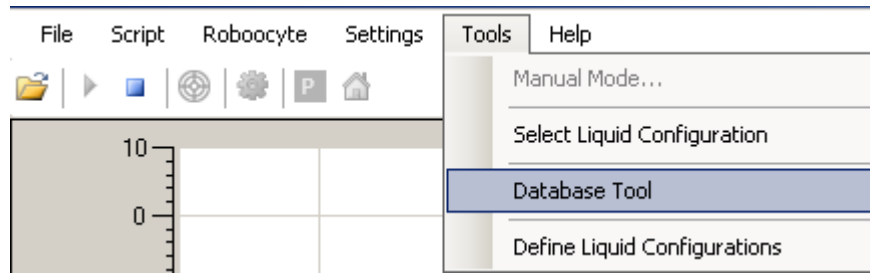 File Script Roboocyte Settings Tools Help
P
Manual Mode...
Select Liquid Configuration
Database Tool
Define Liquid Configurations
10
0